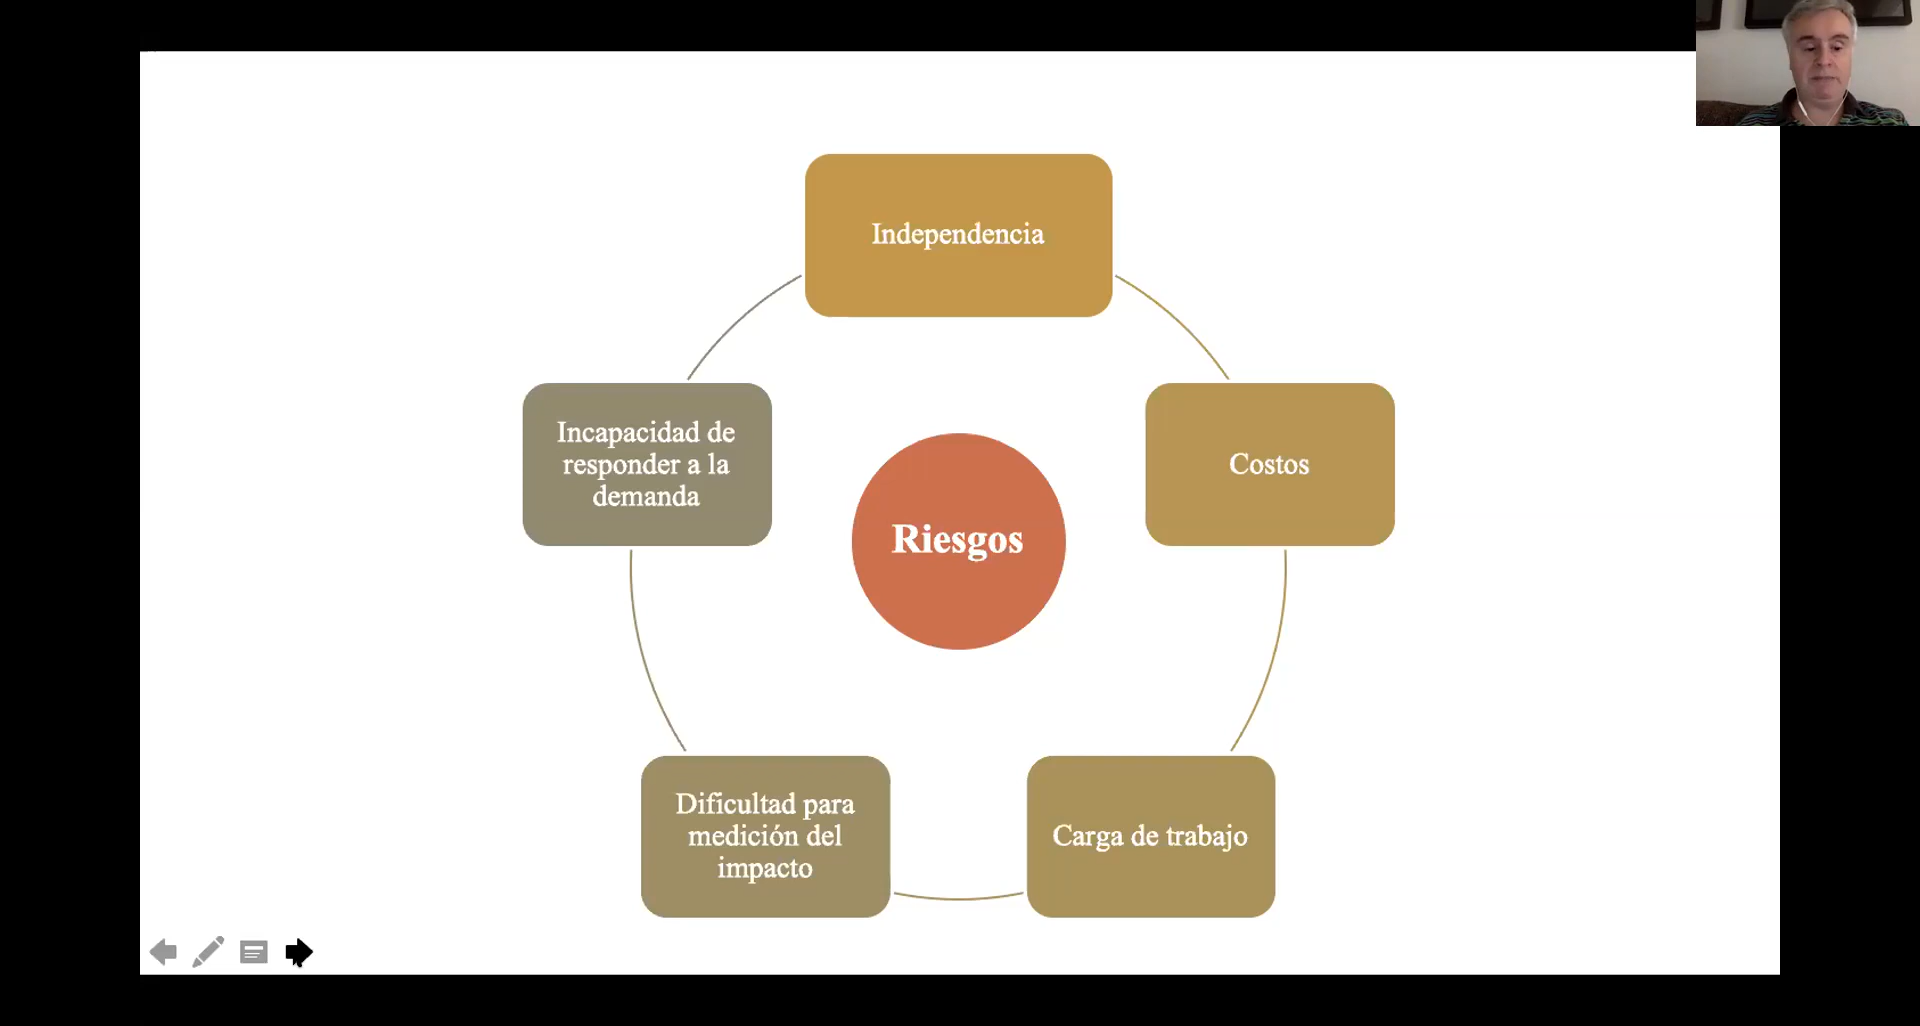 Independencia
Incapacidad de
responder a la
demanda
Costos
Riesgos
Dificultad para
medición del
impacto
Carga de trabajo